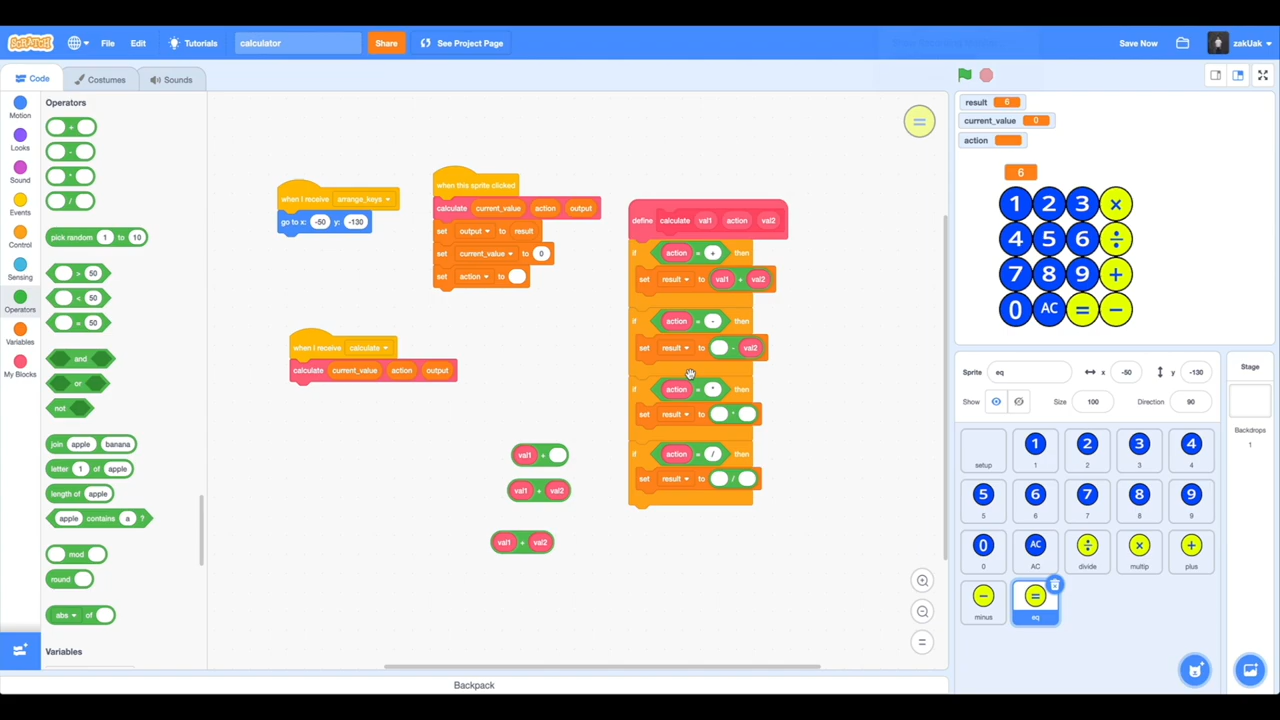 SCRATCH File Edit Tutorials calculator Share See Project Page Save Now zakUak
Code Costumes Sounds
Motion
Looks
Sound
Events
Control
Sensing
Operators
Variables
My Blocks
Operators
+
-
*
/
pick random 1 to 10
> 50
< 50
= 50
and
or
not
join apple banana
letter 1 of apple
length of apple
apple contains a ?
mod
round
abs of
Variables
when I receive arrange_keys
go to x: -50 y: -130
when this sprite clicked
calculate current_value action output
set output to result
set current_value to 0
set action to
when I receive calculate
calculate current_value action output
val1 +
val1 + val2
val1 + val2
define calculate val1 action val2
if action = + then
set result to val1 + val2
if action = - then
set result to - val2
if action = * then
set result to *
if action = / then
set result to /
=
=
Backpack
result 6
current_value 0
action
6
1 2 3 ×
4 5 6 ÷
7 8 9 +
0 AC = −
Sprite eq x -50 y -130
Show Size 100 Direction 90
Stage
Backdrops
1
1 2 3 4
setup 1 2 3 4
5 6 7 8 9
5 6 7 8 9
0 AC ÷ × +
0 AC divide multip plus
− =
minus eq